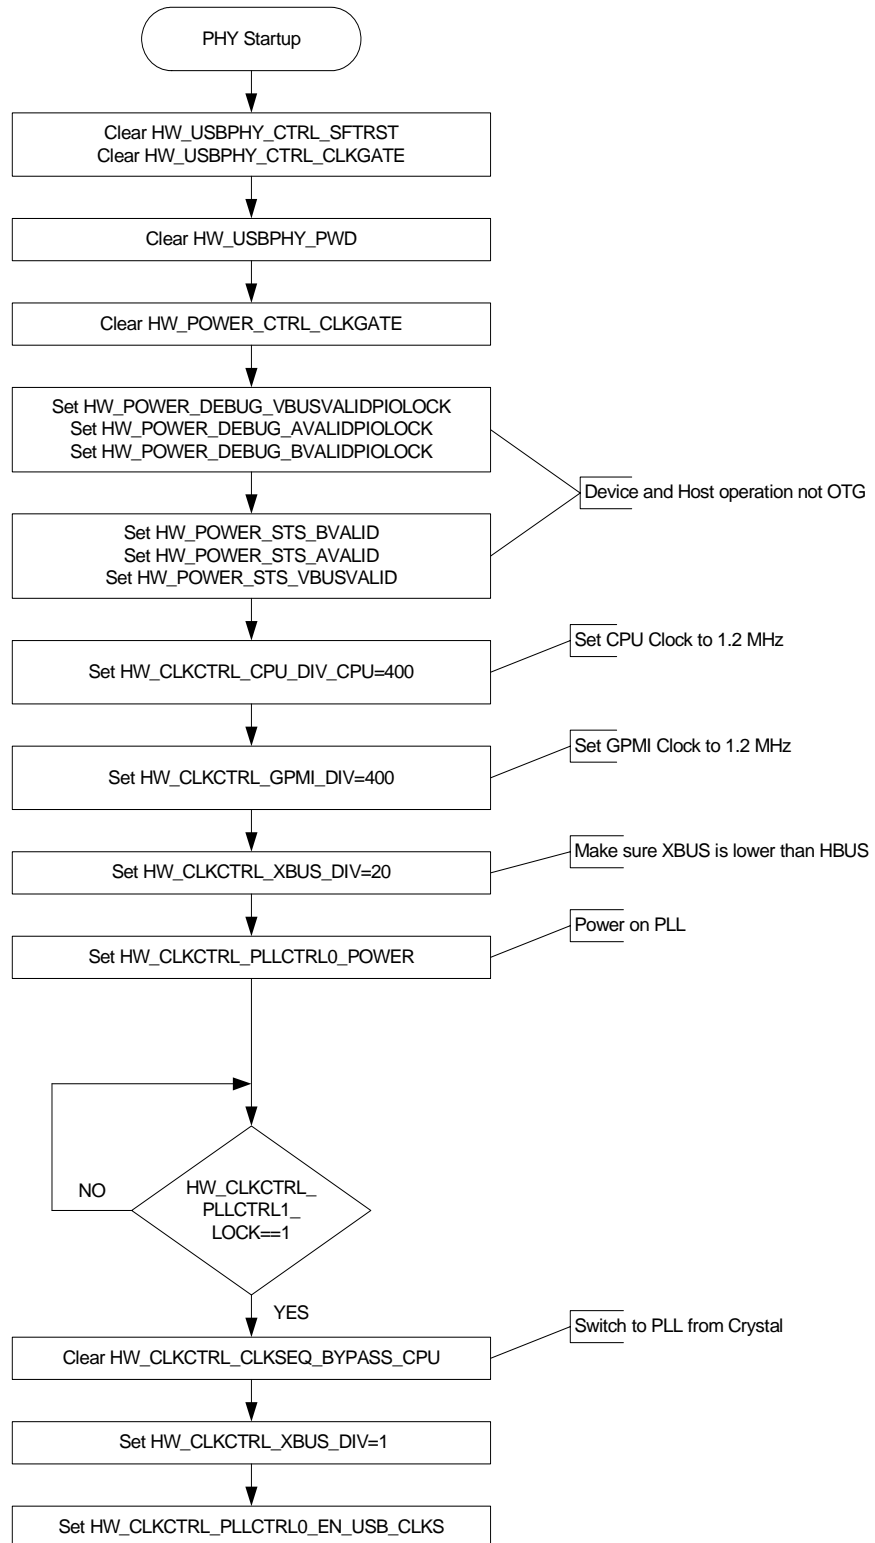 PHY Startup
Clear HW_USBPHY_CTRL_SFTRST
Clear HW_USBPHY_CTRL_CLKGATE
Clear HW_USBPHY_PWD
Clear HW_POWER_CTRL_CLKGATE
Set HW_POWER_DEBUG_VBUSVALIDPIOLOCK
Set HW_POWER_DEBUG_AVALIDPIOLOCK
Set HW_POWER_DEBUG_BVALIDPIOLOCK
Device and Host operation not OTG
Set HW_POWER_STS_BVALID
Set HW_POWER_STS_AVALID
Set HW_POWER_STS_VBUSVALID
Set CPU Clock to 1.2 MHz
Set HW_CLKCTRL_CPU_DIV_CPU=400
Set GPMI Clock to 1.2 MHz
Set HW_CLKCTRL_GPMI_DIV=400
Make sure XBUS is lower than HBUS
Set HW_CLKCTRL_XBUS_DIV=20
Power on PLL
Set HW_CLKCTRL_PLLCTRL0_POWER
NO
HW_CLKCTRL_
PLLCTRL1_
LOCK==1
YES
Switch to PLL from Crystal
Clear HW_CLKCTRL_CLKSEQ_BYPASS_CPU
Set HW_CLKCTRL_XBUS_DIV=1
Set HW_CLKCTRL_PLLCTRL0_EN_USB_CLKS